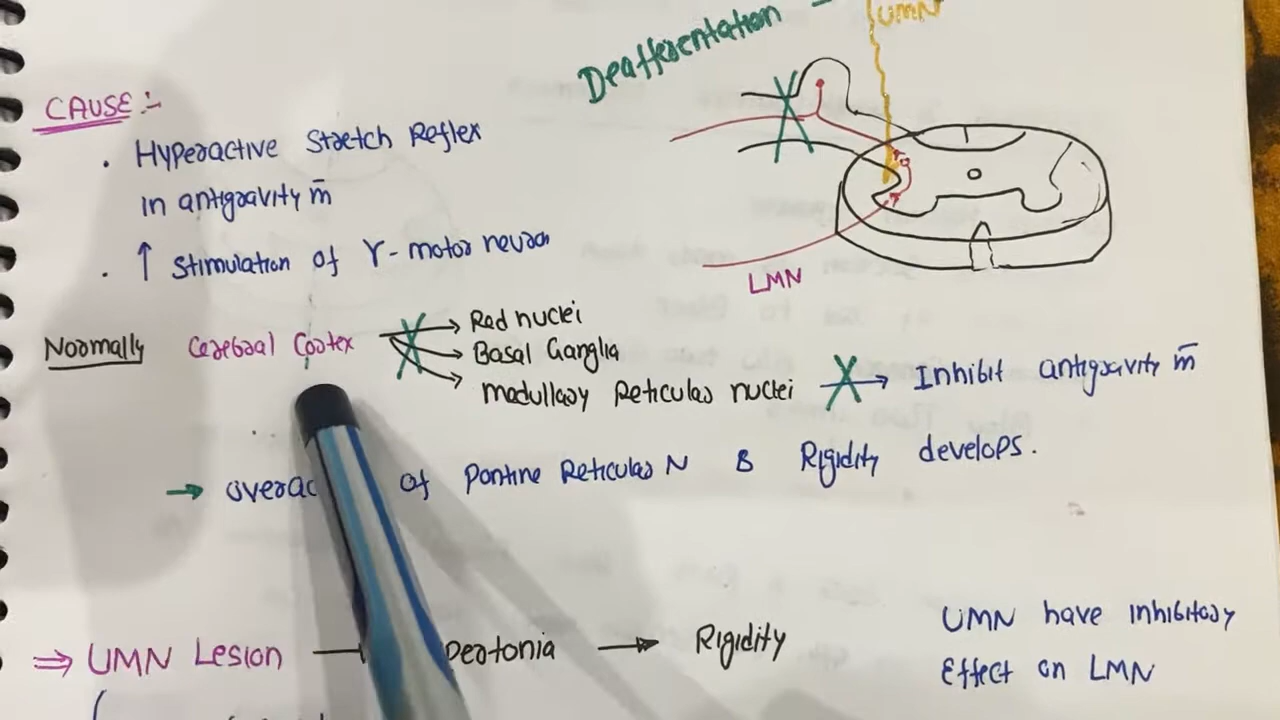 Deafferentation -
UMN
CAUSE :-
. Hyperactive Stretch Reflex
in antigravity m̄
. ↑ Stimulation of γ-motor neuron
LMN
Normally Cerebral Cortex → Red nuclei
→ Basal Ganglia
→ medullary Reticular nuclei → Inhibit antigravity m̄
→ of Pontine Reticular N & Rigidity develops.
⇒ UMN Lesion → Rigidity
UMN have inhibitory
Effect on LMN